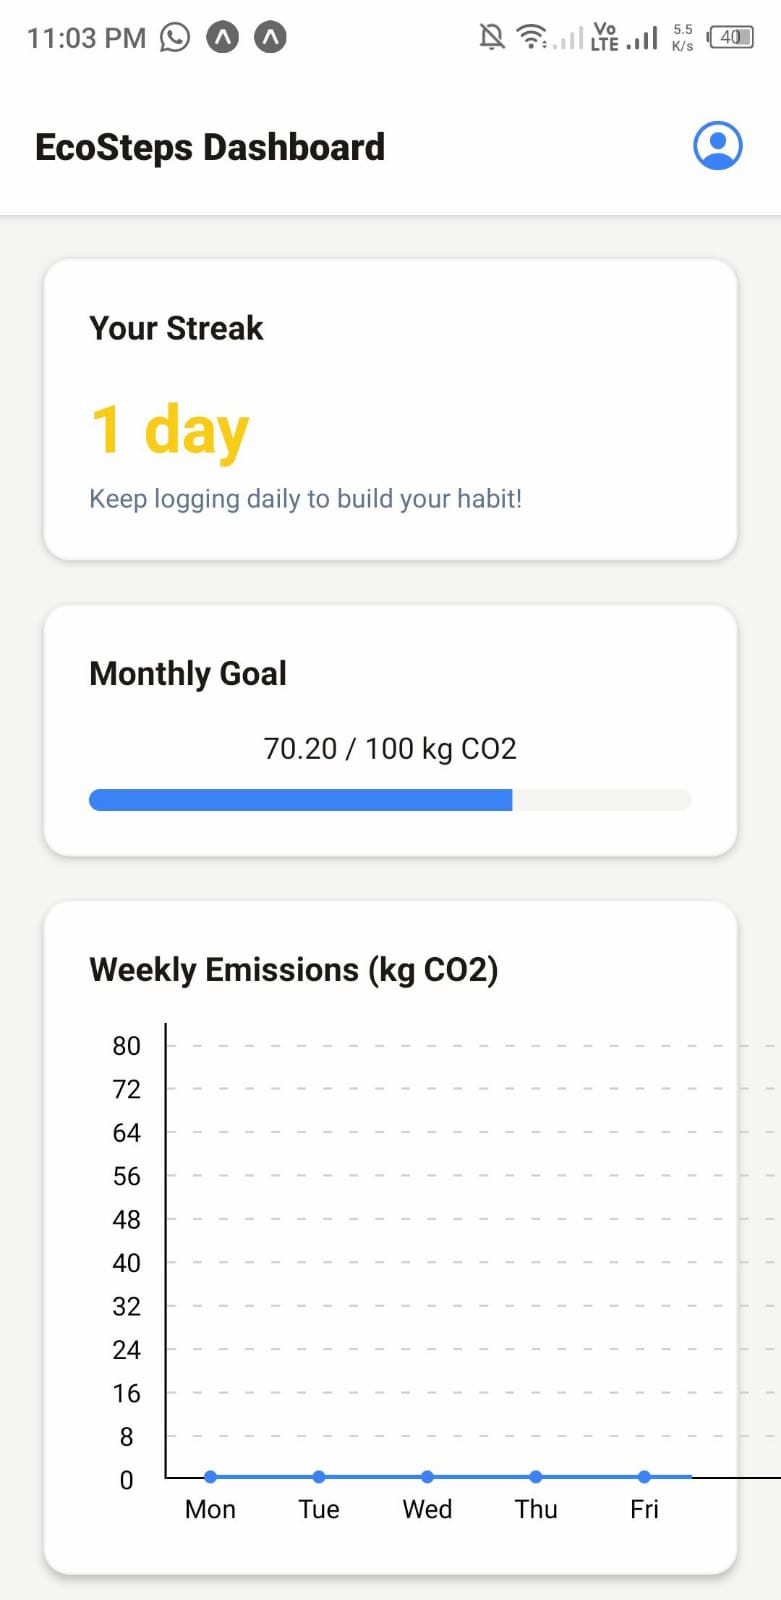 11:03 PM Vo LTE 5.5 K/s 40
EcoSteps Dashboard
Your Streak
1 day
Keep logging daily to build your habit!
Monthly Goal
70.20 / 100 kg CO2
Weekly Emissions (kg CO2)
80
72
64
56
48
40
32
24
16
8
0
Mon Tue Wed Thu Fri